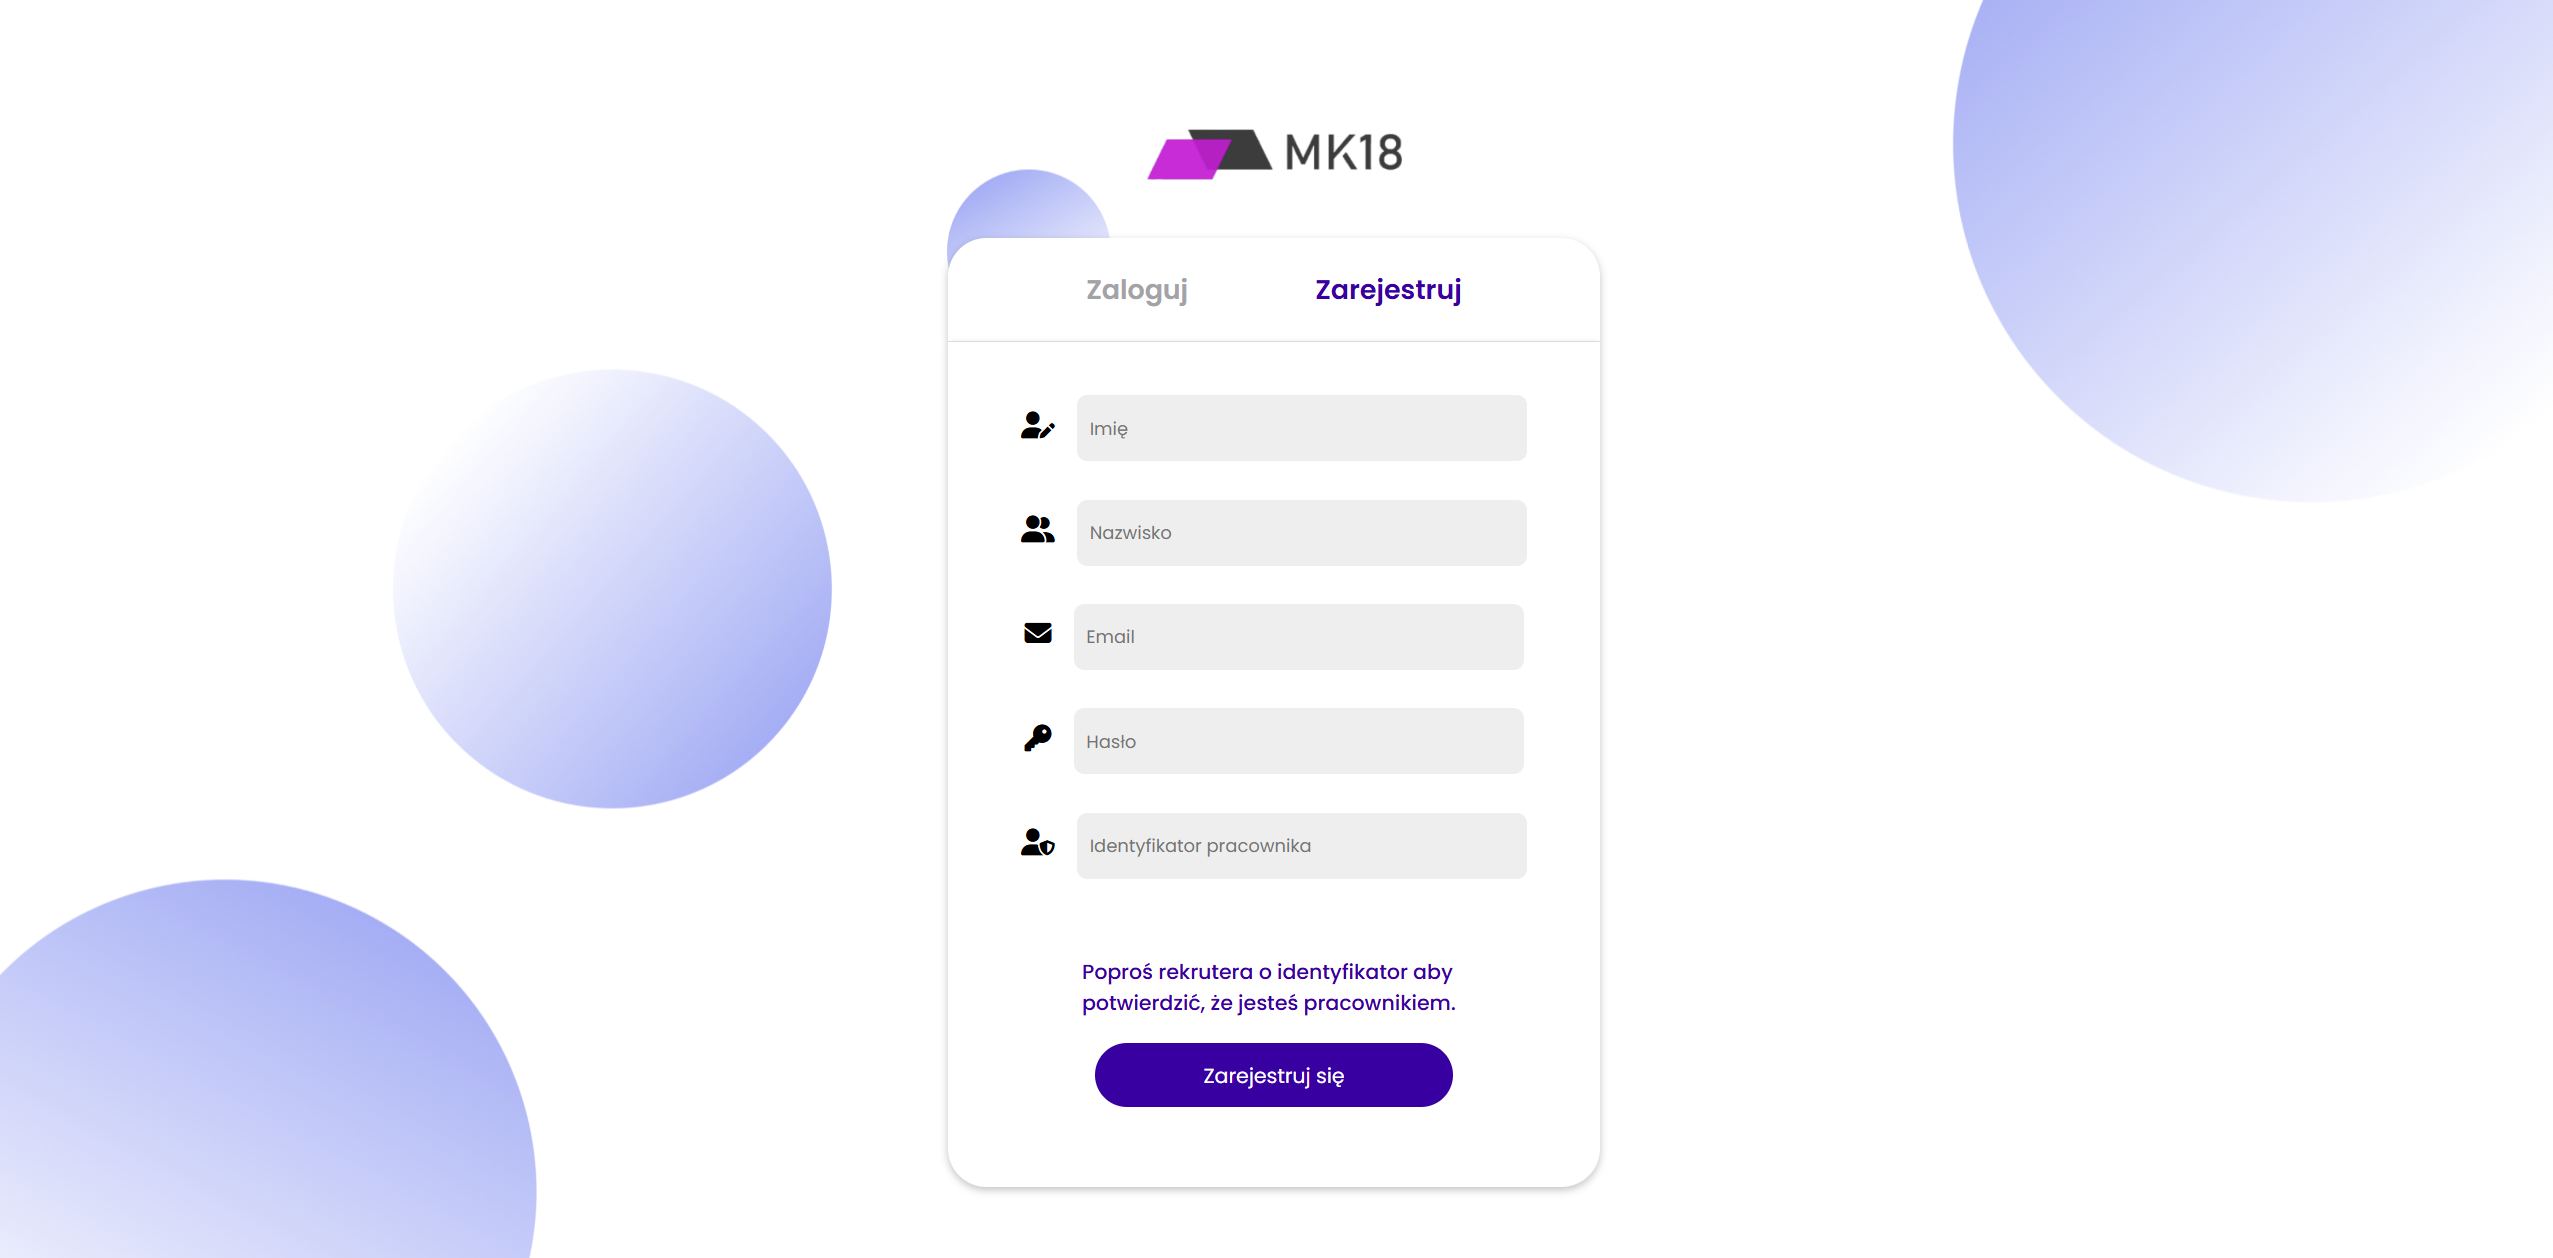 MK18
Zaloguj
Zarejestruj
Imię
Nazwisko
Email
Hasło
Identyfikator pracownika
Poproś rekrutera o identyfikator aby
potwierdzić, że jesteś pracownikiem.
Zarejestruj się